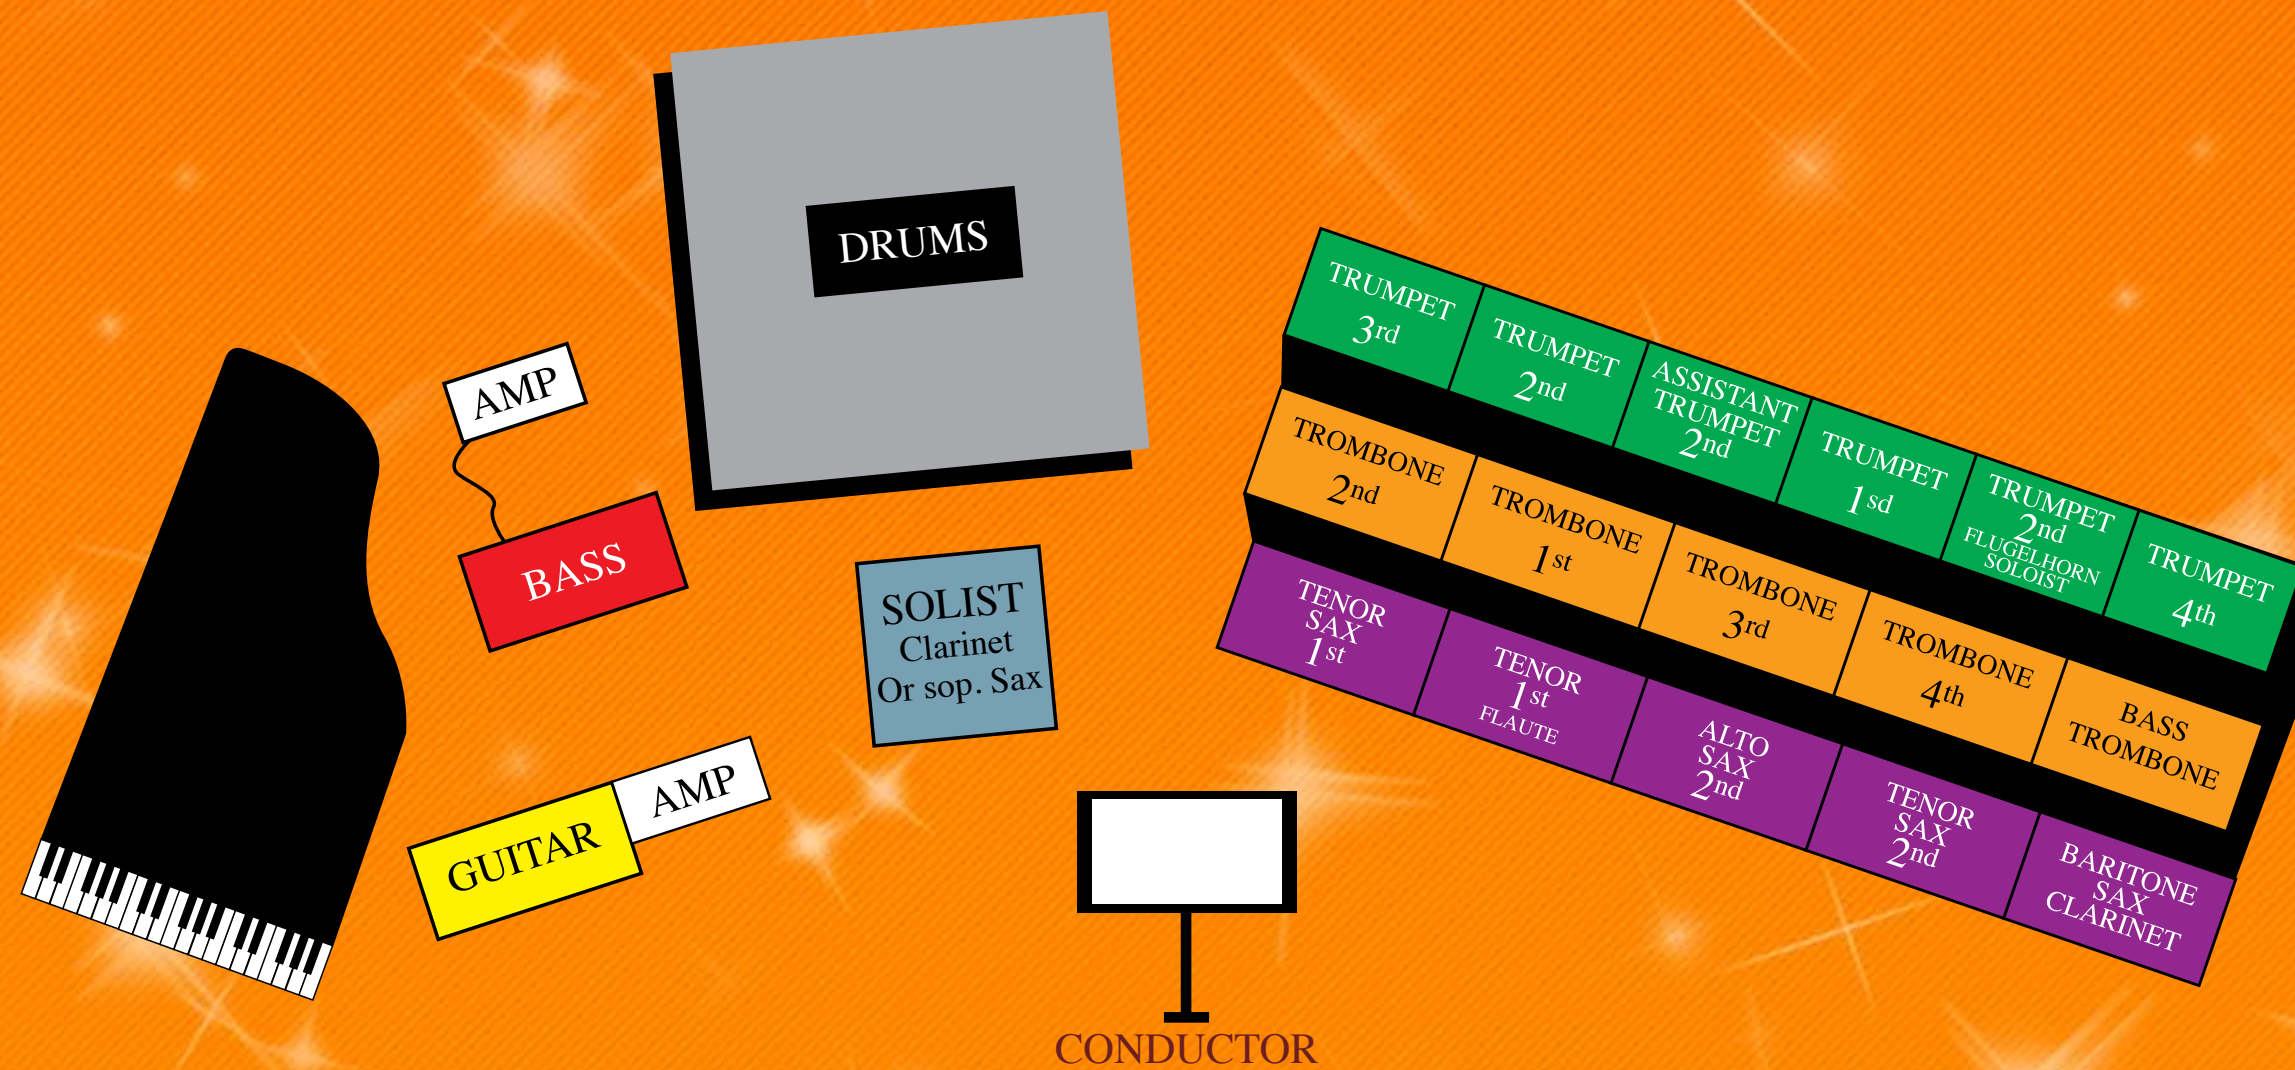 DRUMS
AMP
BASS
SOLIST
Clarinet
Or sop. Sax
GUITAR
AMP
CONDUCTOR
TRUMPET
3rd
TRUMPET
2nd
ASSISTANT
TRUMPET
2nd
TRUMPET
1sd
TRUMPET
2nd
FLUGELHORN
SOLOIST
TRUMPET
4th
TROMBONE
2nd
TROMBONE
1st
TROMBONE
3rd
TROMBONE
4th
BASS
TROMBONE
TENOR
SAX
1st
TENOR
1st
FLAUTE
ALTO
SAX
2nd
TENOR
SAX
2nd
BARITONE
SAX
CLARINET